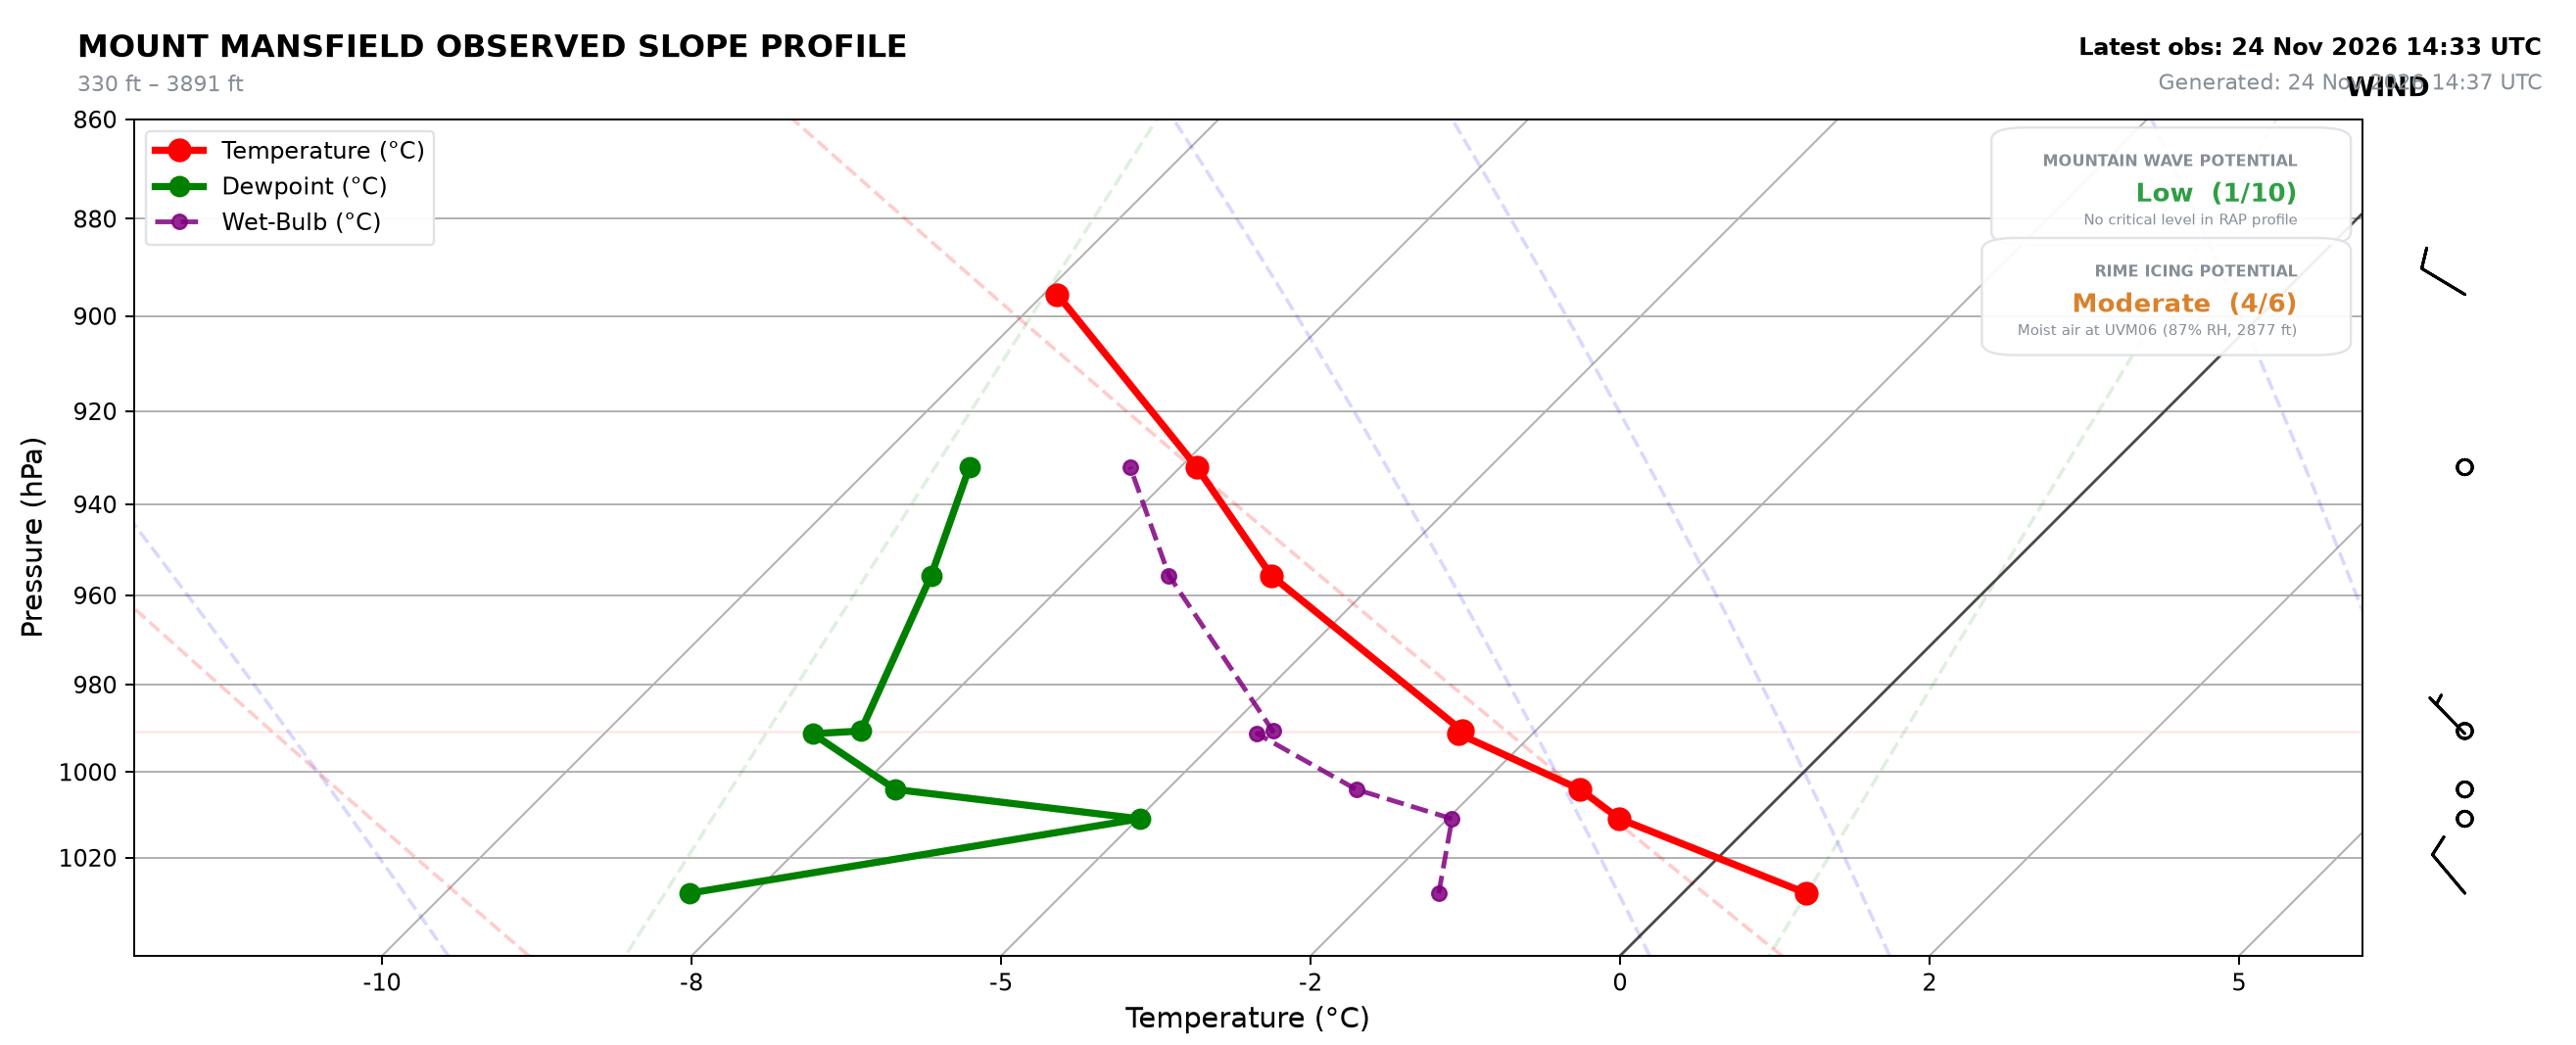 MOUNT MANSFIELD OBSERVED SLOPE PROFILE
330 ft – 3891 ft
Latest obs: 24 Nov 2026 14:33 UTC
Generated: 24 Nov 2026 14:37 UTC
WIND
Temperature (°C)
Dewpoint (°C)
Wet-Bulb (°C)
MOUNTAIN WAVE POTENTIAL
Low (1/10)
No critical level in RAP profile
RIME ICING POTENTIAL
Moderate (4/6)
Moist air at UVM06 (87% RH, 2877 ft)
Pressure (hPa)
860
880
900
920
940
960
980
1000
1020
-10 -8 -5 -2 0 2 5
Temperature (°C)